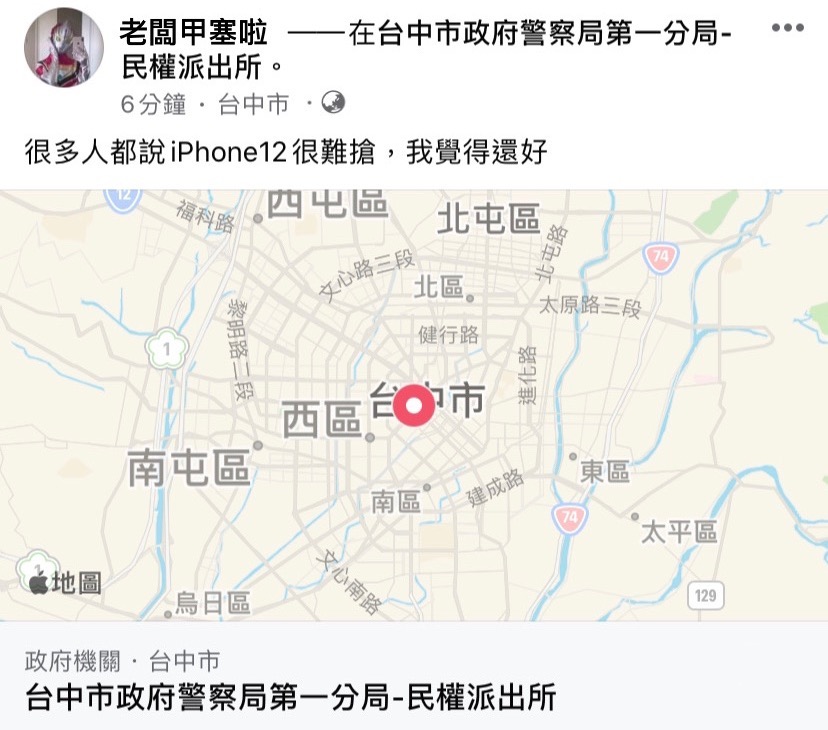 老闆甲塞啦 ——在台中市政府警察局第一分局-
民權派出所。
6分鐘 · 台中市 ·
很多人都說iPhone12很難搶，我覺得還好
12
福科路
西屯區
北屯區
北屯路
74
文心路三段
北區
太原路三段
黎明路二段
健行路
1
進化路
台中市
西區
南屯區
東區
建成路
南區
74
太平區
1
地圖
文心南路
129
烏日區
政府機關 · 台中市
台中市政府警察局第一分局-民權派出所